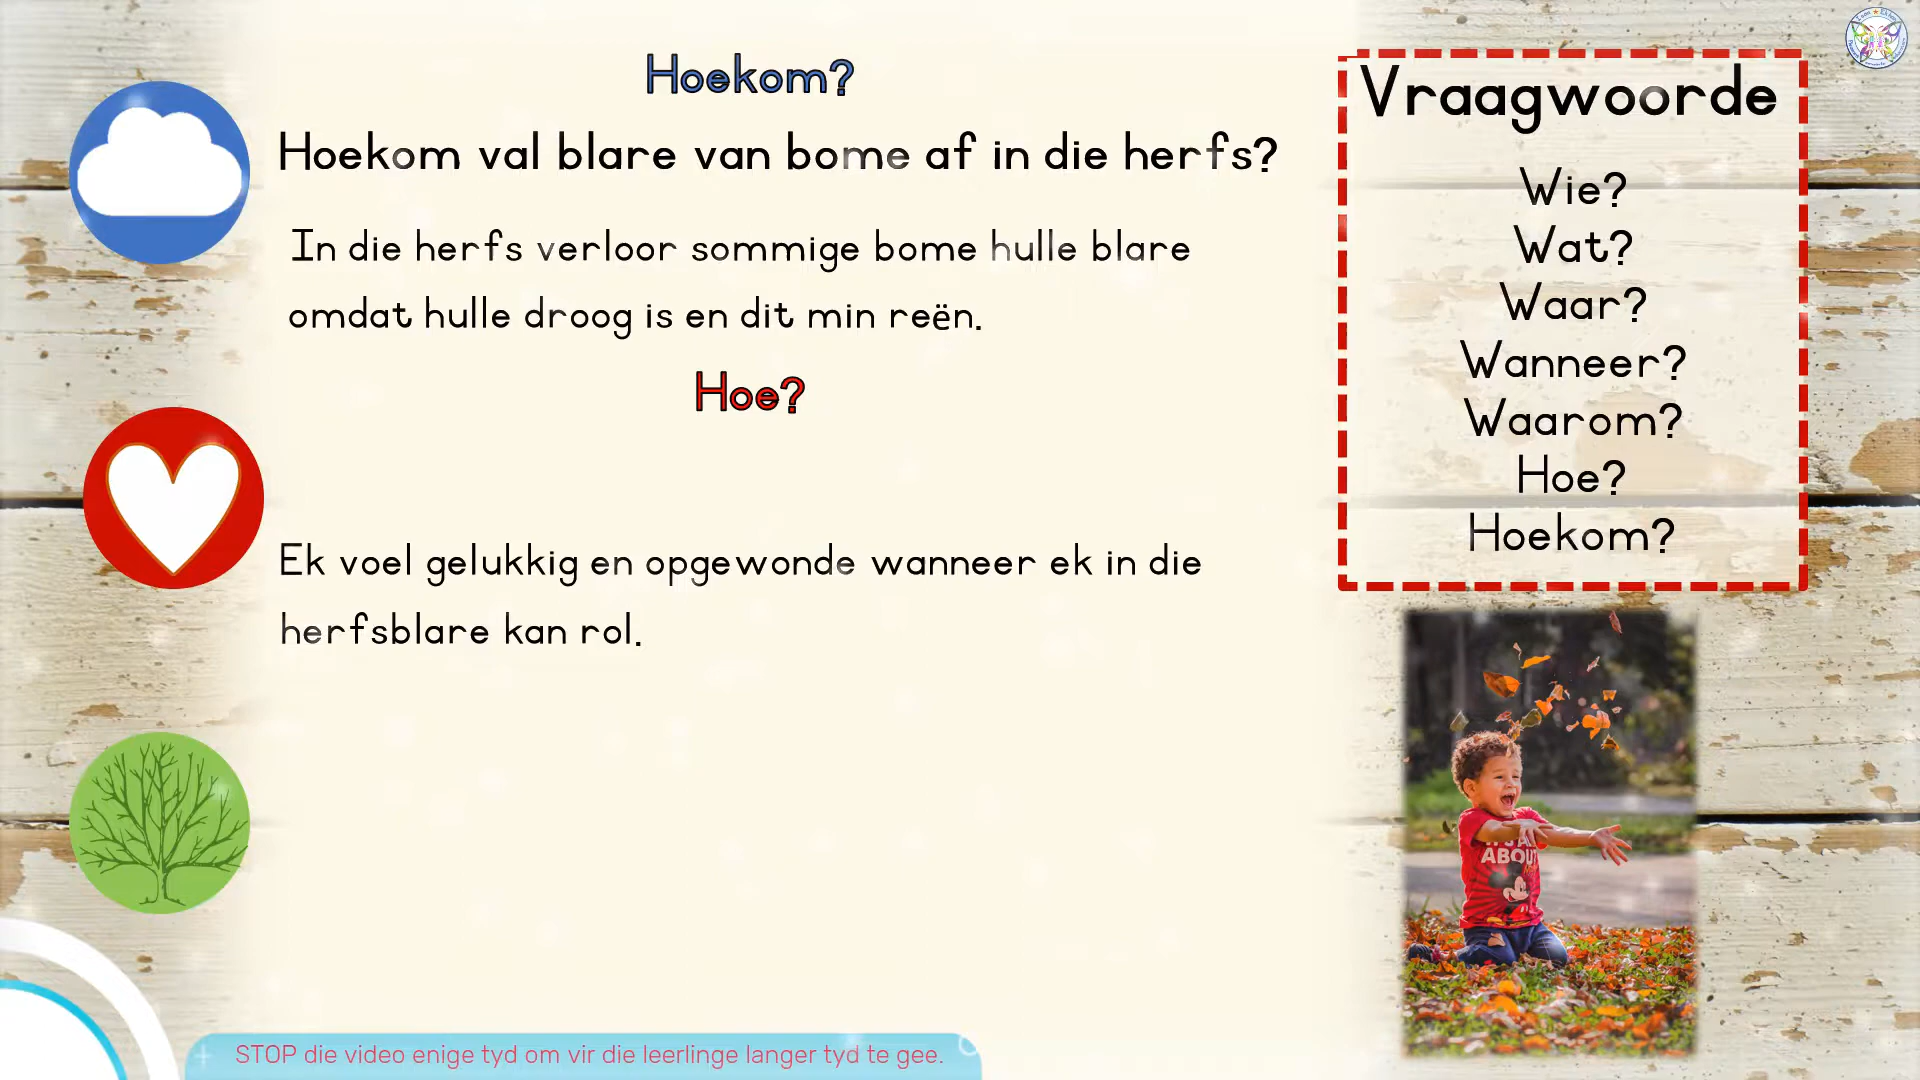 Hoekom?
Hoekom val blare van bome af in die herfs?
In die herfs verloor sommige bome hulle blare
omdat hulle droog is en dit min reën.
Hoe?
Ek voel gelukkig en opgewonde wanneer ek in die
herfsblare kan rol.
Vraagwoorde
Wie?
Wat?
Waar?
Wanneer?
Waarom?
Hoe?
Hoekom?
ABOU
STOP die video enige tyd om vir die leerlinge langer tyd te gee.